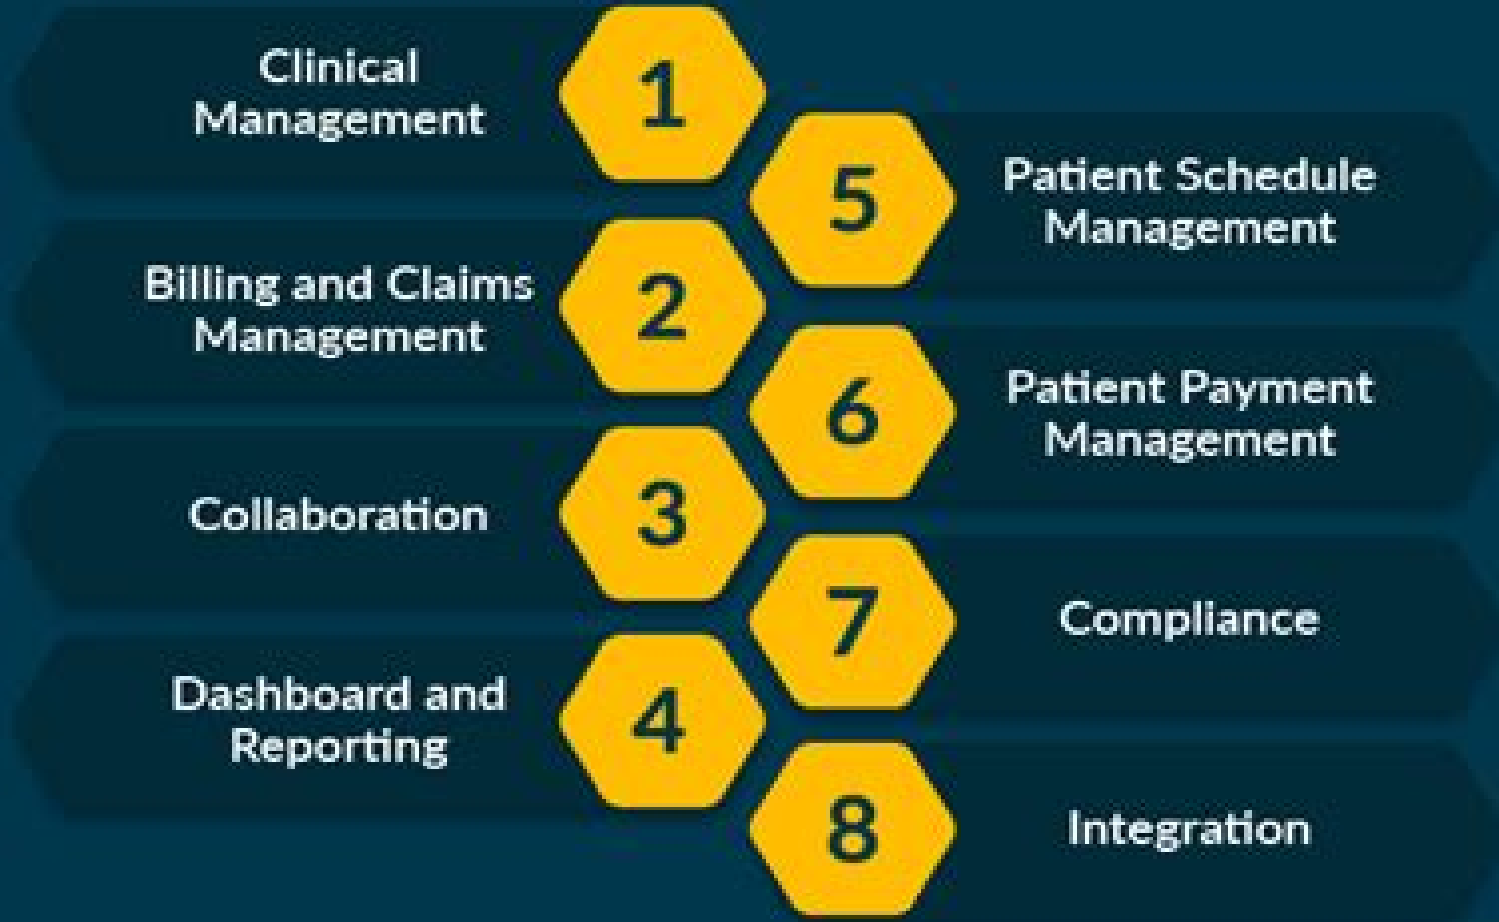 Clinical
Management
1
Billing and Claims
Management
2
Collaboration
3
Dashboard and
Reporting
4
5
Patient Schedule
Management
6
Patient Payment
Management
7
Compliance
8
Integration